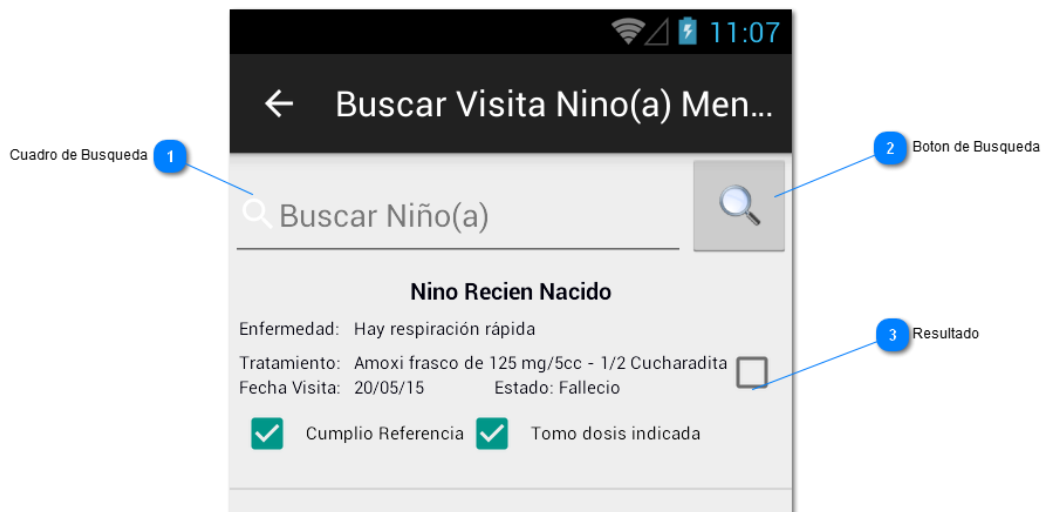 11:07
Buscar Visita Nino(a) Men...
Cuadro de Busqueda 1
2 Boton de Busqueda
Buscar Niño(a)
Nino Recien Nacido
Enfermedad: Hay respiración rápida
3 Resultado
Tratamiento: Amoxi frasco de 125 mg/5cc - 1/2 Cucharadita
Fecha Visita: 20/05/15 Estado: Fallecio
Cumplio Referencia Tomo dosis indicada